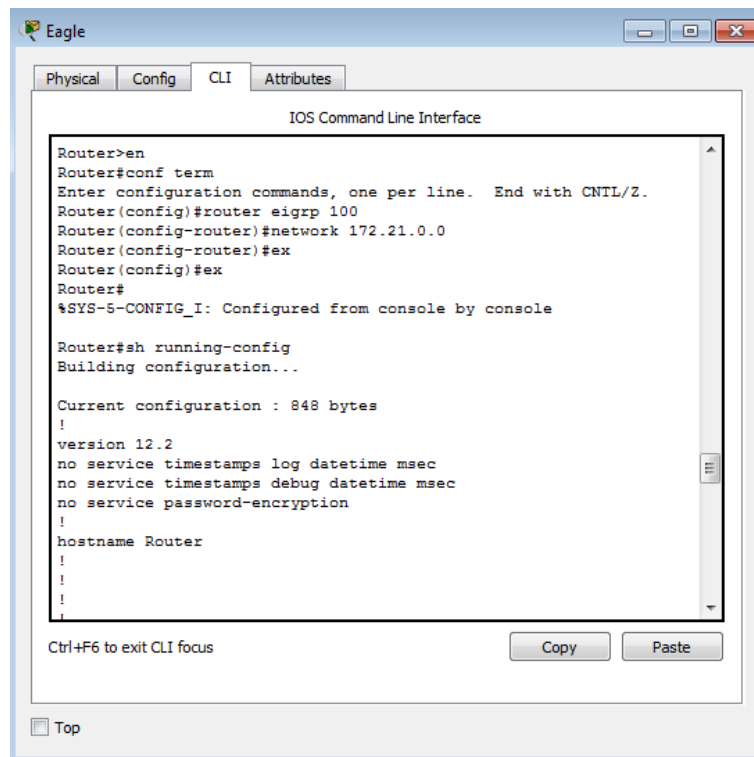 Eagle
Physical Config CLI Attributes
IOS Command Line Interface
Router>en
Router#conf term
Enter configuration commands, one per line.  End with CNTL/Z.
Router(config)#router eigrp 100
Router(config-router)#network 172.21.0.0
Router(config-router)#ex
Router(config)#ex
Router#
%SYS-5-CONFIG_I: Configured from console by console
Router#sh running-config
Building configuration...
Current configuration : 848 bytes
!
version 12.2
no service timestamps log datetime msec
no service timestamps debug datetime msec
no service password-encryption
!
hostname Router
!
!
!
!
Ctrl+F6 to exit CLI focus
Copy Paste
Top